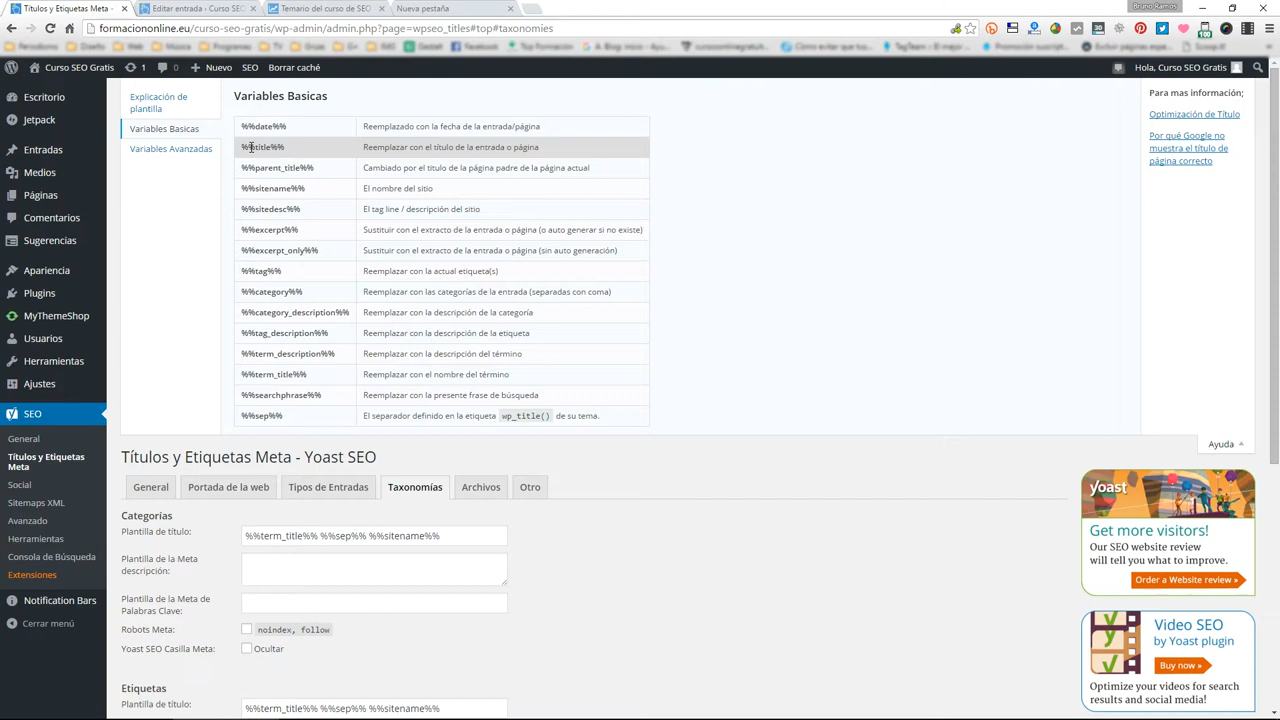 Títulos y Etiquetas Meta -
Editar entrada ‹ Curso SEO
Temario del curso de SEO
Nueva pestaña
Bruno Ramos
formaciononline.eu/curso-seo-gratis/wp-admin/admin.php?page=wpseo_titles#top#taxonomies
Curso SEO Gratis
1
0
Nuevo
SEO
Borrar caché
Hola, Curso SEO Gratis
Escritorio
Jetpack
Entradas
Medios
Páginas
Comentarios
Sugerencias
Apariencia
Plugins
MyThemeShop
Usuarios
Herramientas
Ajustes
SEO
General
Títulos y Etiquetas
Meta
Social
Sitemaps XML
Avanzado
Herramientas
Consola de Búsqueda
Extensiones
Notification Bars
Cerrar menú
Explicación de
plantilla
Variables Basicas
Variables Avanzadas
Variables Basicas
%%date%% Reemplazado con la fecha de la entrada/página
%%title%% Reemplazar con el título de la entrada o página
%%parent_title%% Cambiado por el titulo de la página padre de la página actual
%%sitename%% El nombre del sitio
%%sitedesc%% El tag line / descripción del sitio
%%excerpt%% Sustituir con el extracto de la entrada o página (o auto generar si no existe)
%%excerpt_only%% Sustituir con el extracto de la entrada o página (sin auto generación)
%%tag%% Reemplazar con la actual etiqueta(s)
%%category%% Reemplazar con las categorías de la entrada (separadas con coma)
%%category_description%% Reemplazar con la descripción de la categoría
%%tag_description%% Reemplazar con la descripción de la etiqueta
%%term_description%% Reemplazar con la descripción del término
%%term_title%% Reemplazar con el nombre del término
%%searchphrase%% Reemplazar con la presente frase de búsqueda
%%sep%% El separador definido en la etiqueta wp_title() de su tema.
Para mas información;
Optimización de Título
Por qué Google no
muestra el título de
página correcto
Ayuda
Títulos y Etiquetas Meta - Yoast SEO
General
Portada de la web
Tipos de Entradas
Taxonomías
Archivos
Otro
Categorías
Plantilla de título: %%term_title%% %%sep%% %%sitename%%
Plantilla de la Meta
descripción:
Plantilla de la Meta de
Palabras Clave:
Robots Meta: noindex, follow
Yoast SEO Casilla Meta: Ocultar
Etiquetas
Plantilla de título: %%term_title%% %%sep%% %%sitename%%
yoast
Get more visitors!
Our SEO website review
will tell you what to improve.
Order a Website review »
Video SEO
by Yoast plugin
Buy now »
Optimize your videos for search
results and social media!